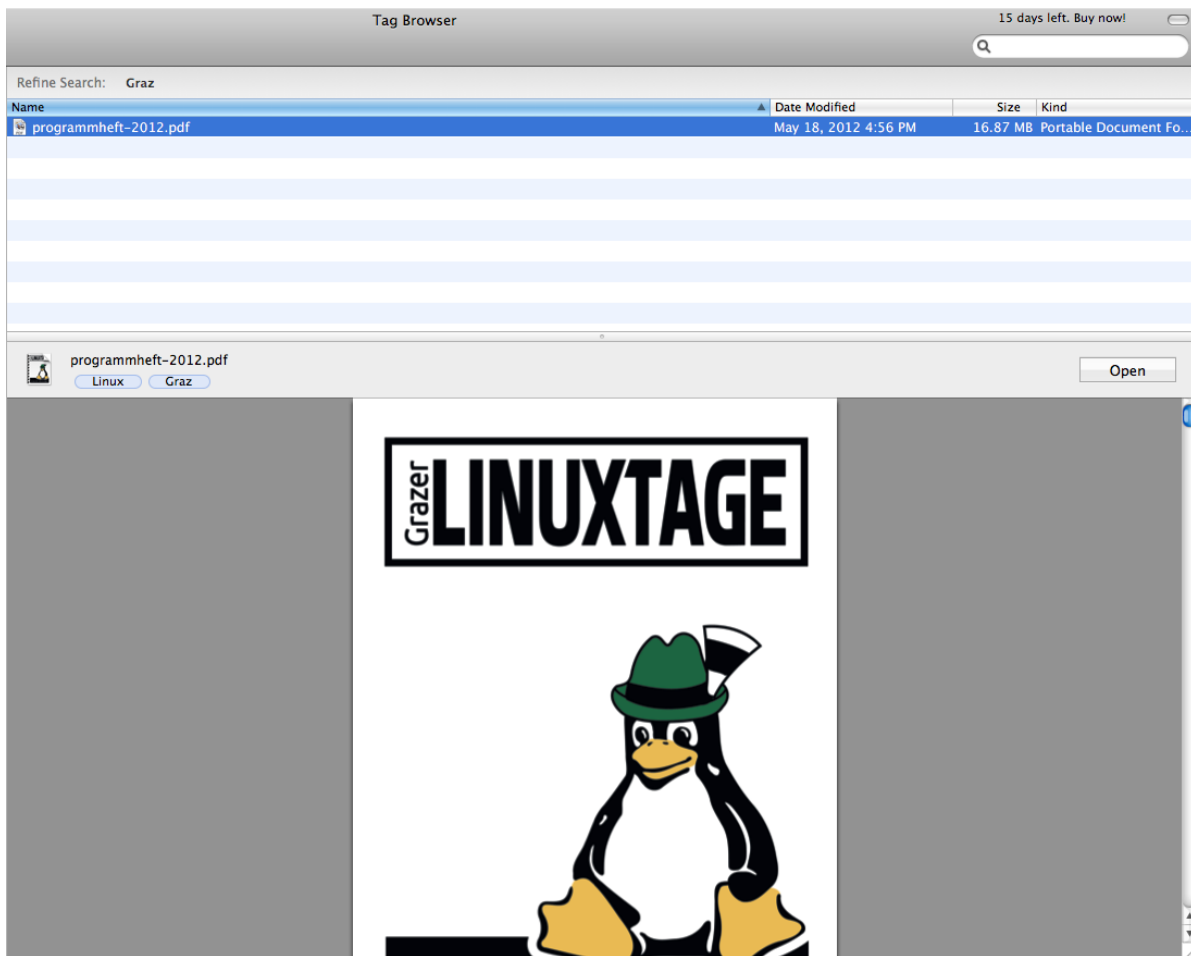 Tag Browser
15 days left. Buy now!
Refine Search: Graz
Name Date Modified Size Kind
programmheft-2012.pdf May 18, 2012 4:56 PM 16.87 MB Portable Document Fo...
programmheft-2012.pdf
Linux Graz
Open
Grazer LINUXTAGE